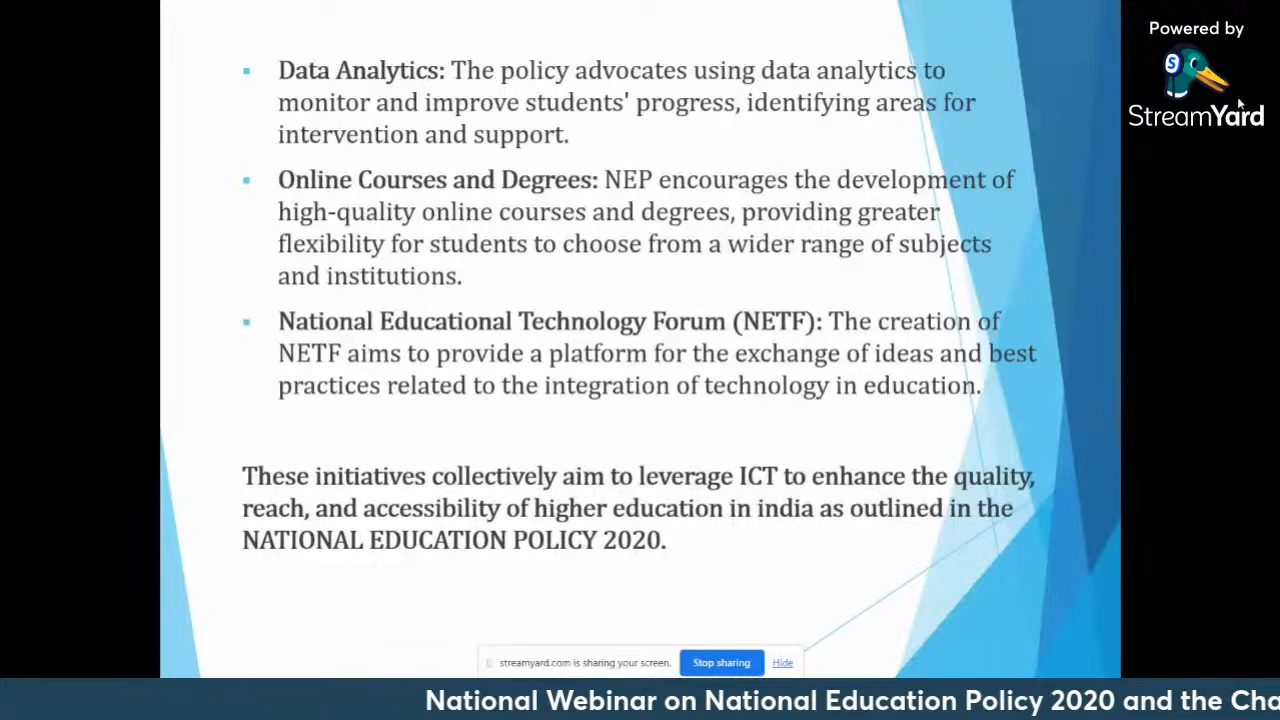 Powered by
StreamYard
▪ Data Analytics: The policy advocates using data analytics to
monitor and improve students' progress, identifying areas for
intervention and support.
▪ Online Courses and Degrees: NEP encourages the development of
high-quality online courses and degrees, providing greater
flexibility for students to choose from a wider range of subjects
and institutions.
▪ National Educational Technology Forum (NETF): The creation of
NETF aims to provide a platform for the exchange of ideas and best
practices related to the integration of technology in education.
These initiatives collectively aim to leverage ICT to enhance the quality,
reach, and accessibility of higher education in india as outlined in the
NATIONAL EDUCATION POLICY 2020.
streamyard.com is sharing your screen. Stop sharing Hide
National Webinar on National Education Policy 2020 and the Cha